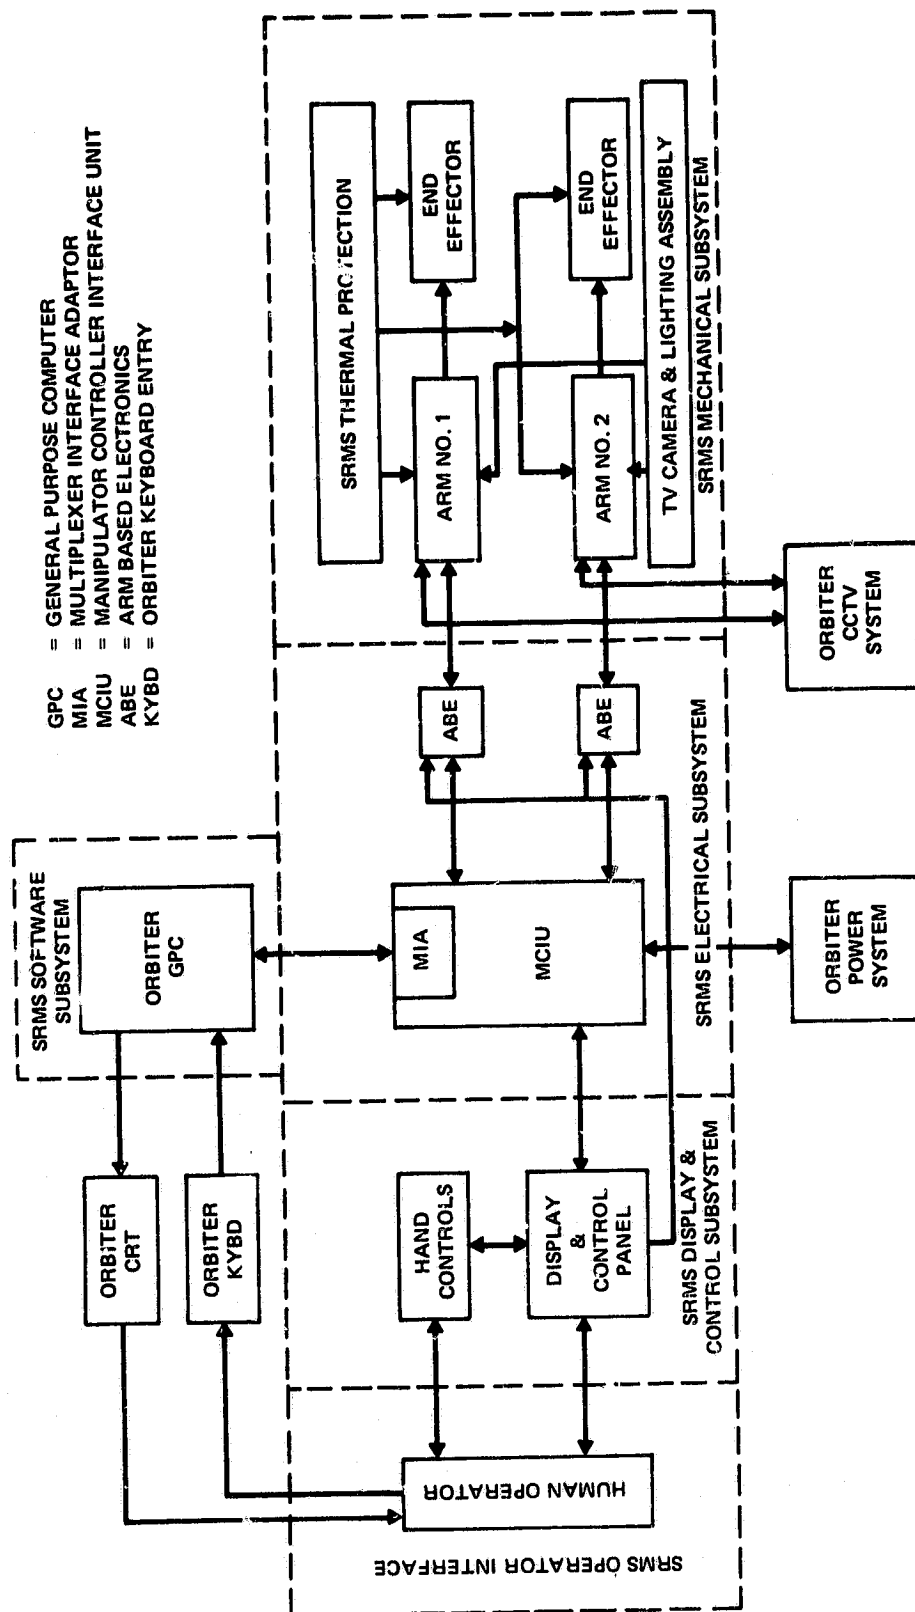 GPC = GENERAL PURPOSE COMPUTER
MIA = MULTIPLEXER INTERFACE ADAPTOR
MCIU = MANIPULATOR CONTROLLER INTERFACE UNIT
ABE = ARM BASED ELECTRONICS
KYBD = ORBITER KEYBOARD ENTRY
SRMS SOFTWARE
SUBSYSTEM
ORBITER
GPC
ORBITER
CRT
ORBITER
KYBD
SRMS OPERATOR INTERFACE
HUMAN OPERATOR
HAND
CONTROLS
DISPLAY
&
CONTROL
PANEL
SRMS DISPLAY &
CONTROL SUBSYSTEM
MIA
MCIU
ABE
ABE
SRMS ELECTRICAL SUBSYSTEM
SRMS THERMAL PROTECTION
ARM NO. 1
END
EFFECTOR
ARM NO. 2
END
EFFECTOR
TV CAMERA & LIGHTING ASSEMBLY
SRMS MECHANICAL SUBSYSTEM
ORBITER
POWER
SYSTEM
ORBITER
CCTV
SYSTEM